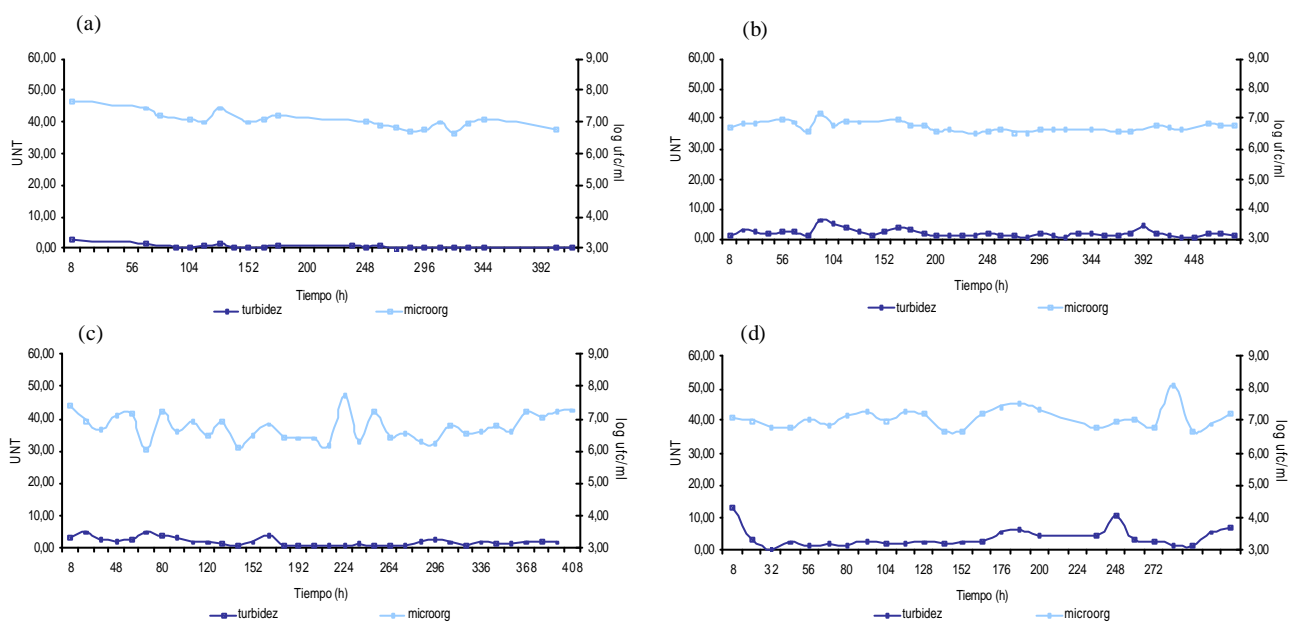 (a)
60,00
50,00
40,00
30,00
20,00
10,00
0,00
UNT
9,00
8,00
7,00
6,00
5,00
4,00
3,00
log ufc/ml
8 56 104 152 200 248 296 344 392
Tiempo (h)
turbidez microorg
(b)
60,00
50,00
40,00
30,00
20,00
10,00
0,00
UNT
9,00
8,00
7,00
6,00
5,00
4,00
3,00
log ufc/ml
8 56 104 152 200 248 296 344 392 448
Tiempo (h)
turbidez microorg
(c)
60,00
50,00
40,00
30,00
20,00
10,00
0,00
UNT
9,00
8,00
7,00
6,00
5,00
4,00
3,00
log ufc/ml
8 48 80 120 152 192 224 264 296 336 368 408
Tiempo (h)
turbidez microorg
(d)
60,00
50,00
40,00
30,00
20,00
10,00
0,00
UNT
9,00
8,00
7,00
6,00
5,00
4,00
3,00
log ufc/ml
8 32 56 80 104 128 152 176 200 224 248 272
Tiempo (h)
turbidez microorg